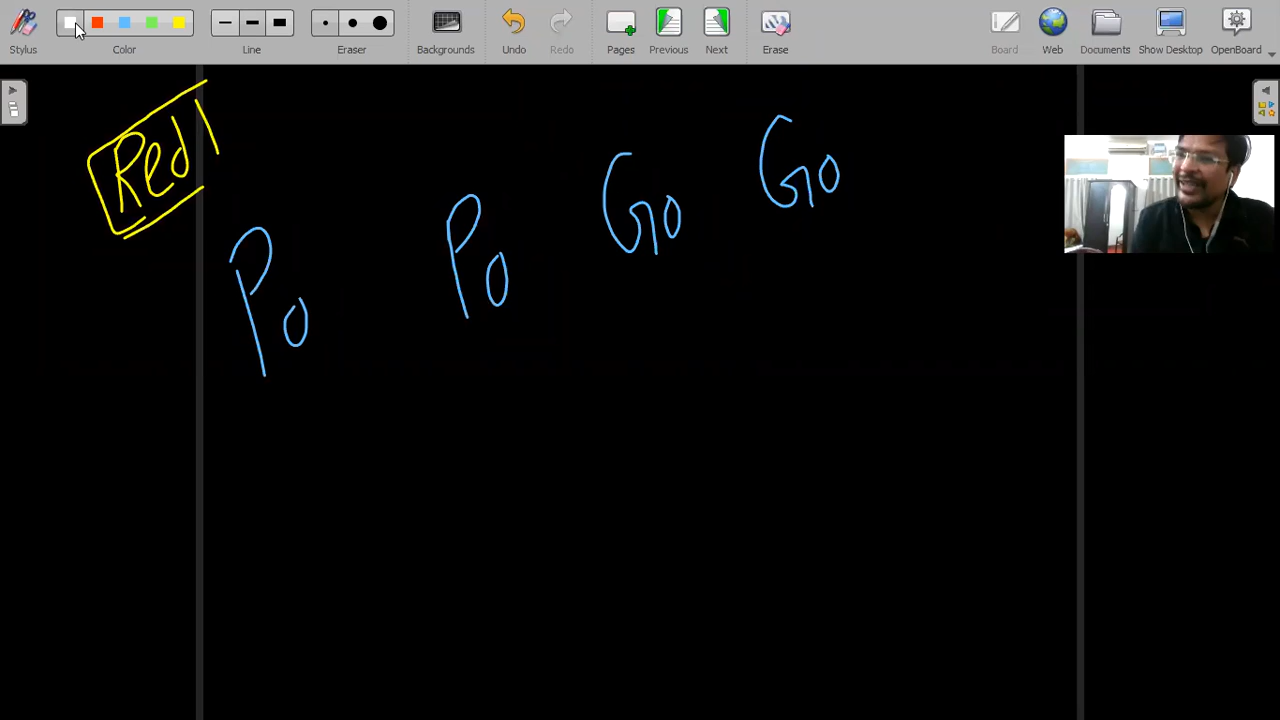 Stylus Color Line Eraser Backgrounds Undo Redo Pages Previous Next Erase Board Web Documents Show Desktop OpenBoard
Red 1
Po Po Go Go